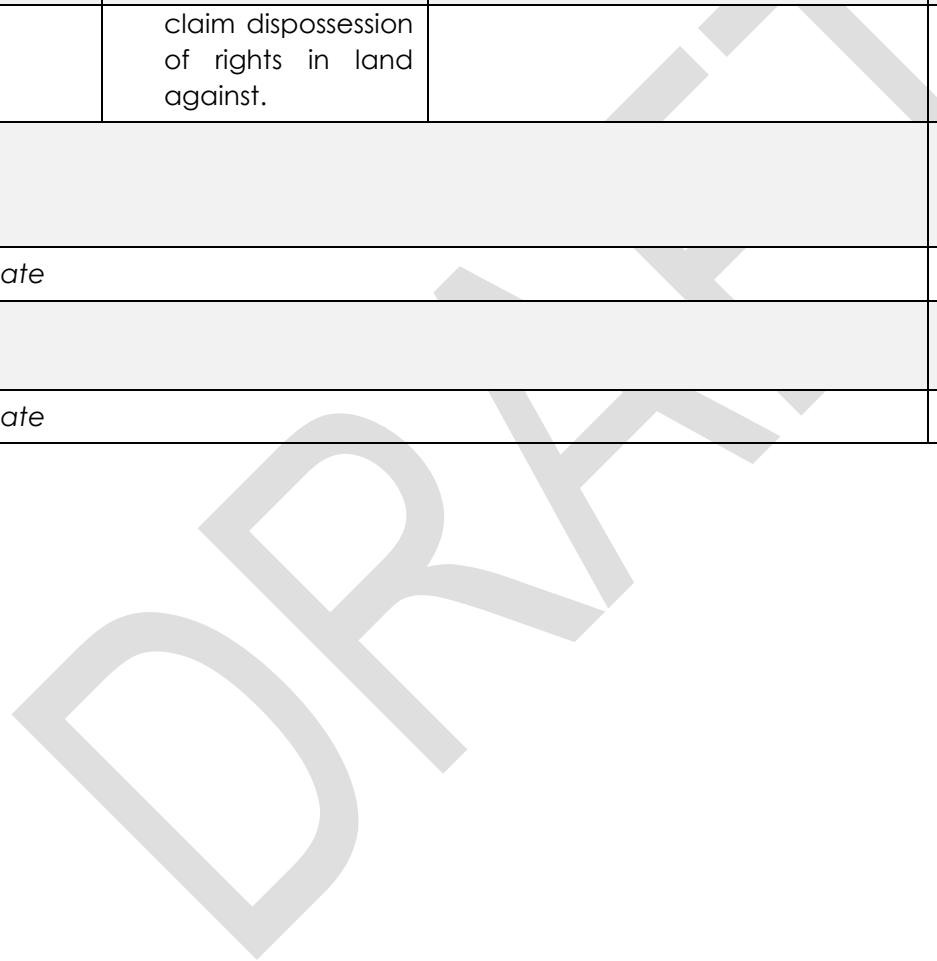 claim dispossession
of rights in land
against.
ate
ate
DRAFT